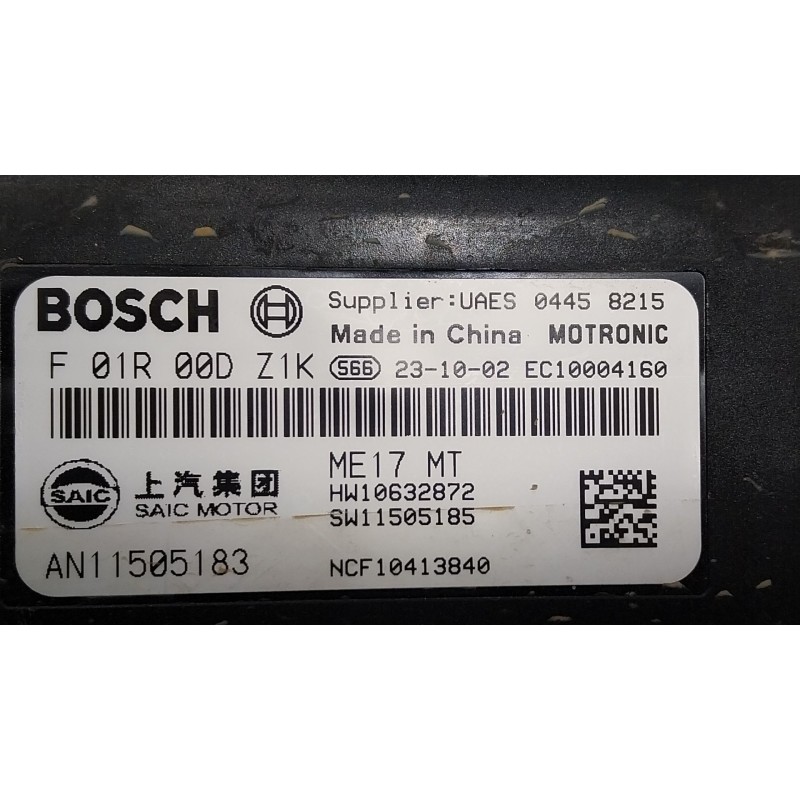 BOSCH Supplier:UAES 0445 8215
Made in China MOTRONIC
F 01R 00D Z1K 566 23-10-02 EC10004160
ME17 MT
SAIC 上汽集团 HW10632872
SAIC MOTOR SW11505185
AN11505183 NCF10413840